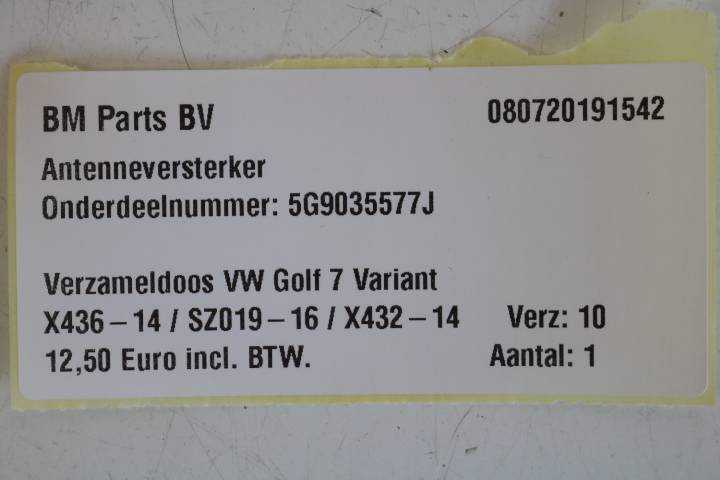 BM Parts BV 080720191542
Antenneversterker
Onderdeelnummer: 5G9035577J
Verzameldoos VW Golf 7 Variant
X436 – 14 / SZ019 – 16 / X432 – 14 Verz: 10
12,50 Euro incl. BTW. Aantal: 1